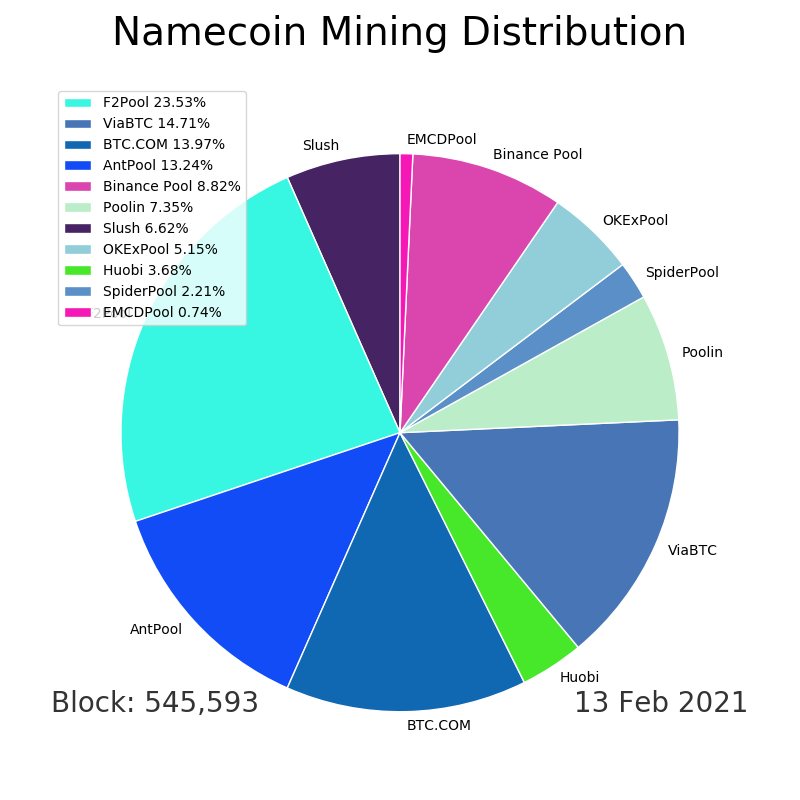 Namecoin Mining Distribution
F2Pool 23.53%
ViaBTC 14.71%
BTC.COM 13.97%
AntPool 13.24%
Binance Pool 8.82%
Poolin 7.35%
Slush 6.62%
OKExPool 5.15%
Huobi 3.68%
SpiderPool 2.21%
EMCDPool 0.74%
EMCDPool
Slush
Binance Pool
OKExPool
SpiderPool
Poolin
ViaBTC
AntPool
Huobi
BTC.COM
Block: 545,593
13 Feb 2021